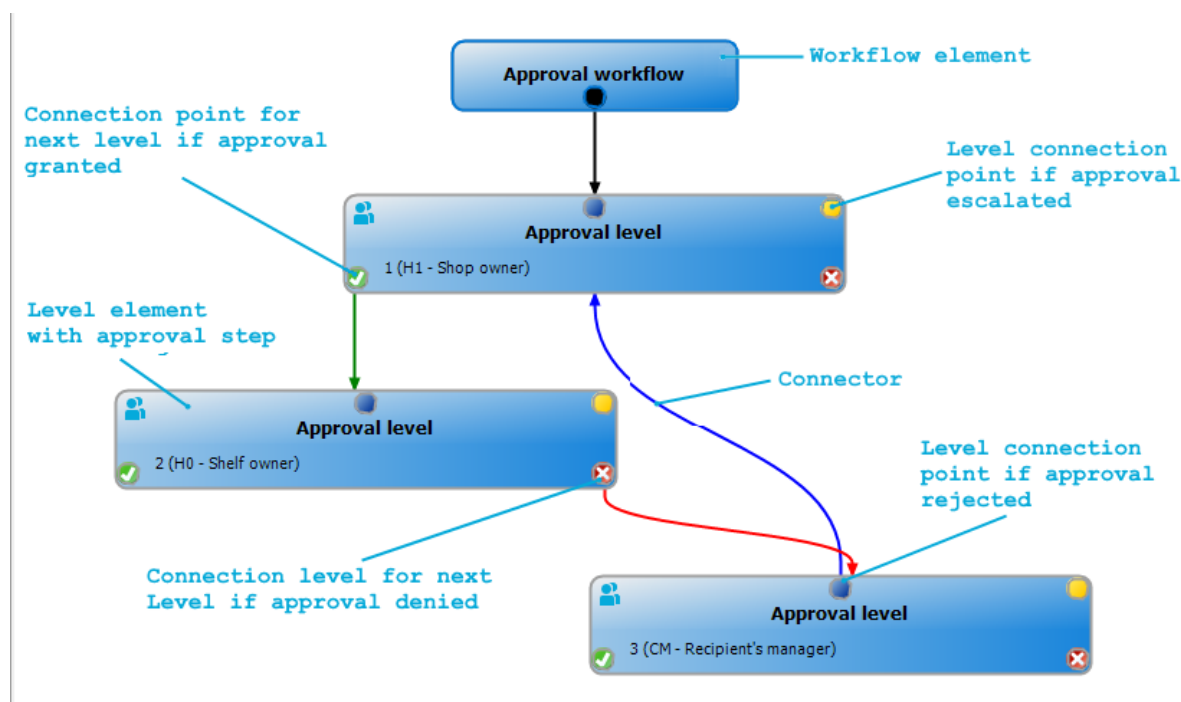 Approval workflow
Workflow element
Connection point for
next level if approval
granted
Level connection
point if approval
escalated
Approval level
1 (H1 - Shop owner)
Level element
with approval step
Connector
Approval level
2 (H0 - Shelf owner)
Level connection
point if approval
rejected
Connection level for next
Level if approval denied
Approval level
3 (CM - Recipient's manager)